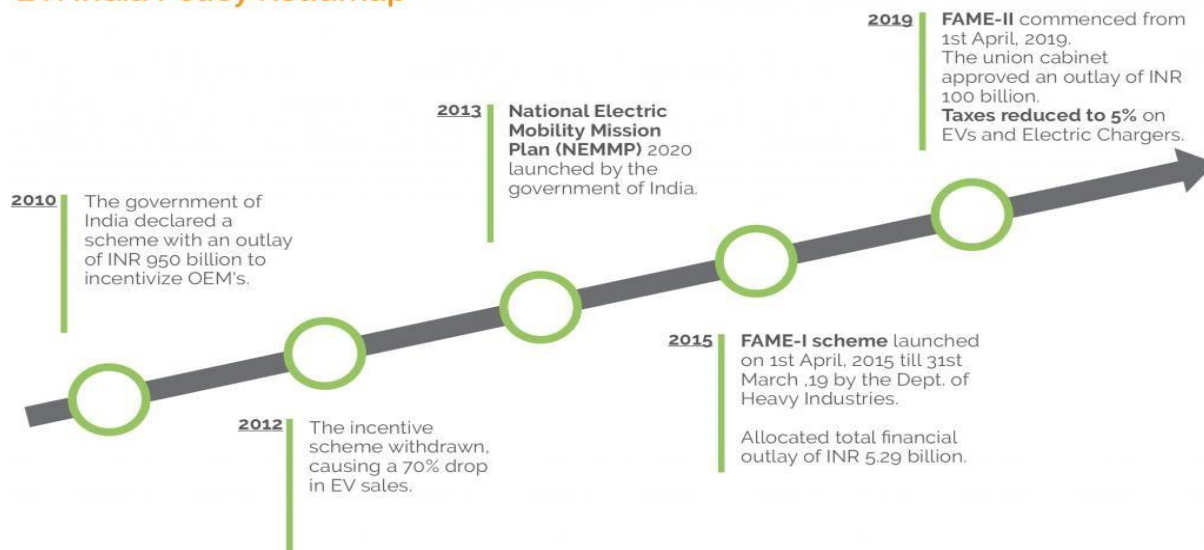 EV: India Policy Roadmap
2010
The government of
India declared a
scheme with an outlay
of INR 950 billion to
incentivize OEM's.
2012
The incentive
scheme withdrawn,
causing a 70% drop
in EV sales.
2013
National Electric
Mobility Mission
Plan (NEMMP) 2020
launched by the
government of India.
2015
FAME-I scheme launched
on 1st April, 2015 till 31st
March ,19 by the Dept. of
Heavy Industries.
Allocated total financial
outlay of INR 5.29 billion.
2019
FAME-II commenced from
1st April, 2019.
The union cabinet
approved an outlay of INR
100 billion.
Taxes reduced to 5% on
EVs and Electric Chargers.